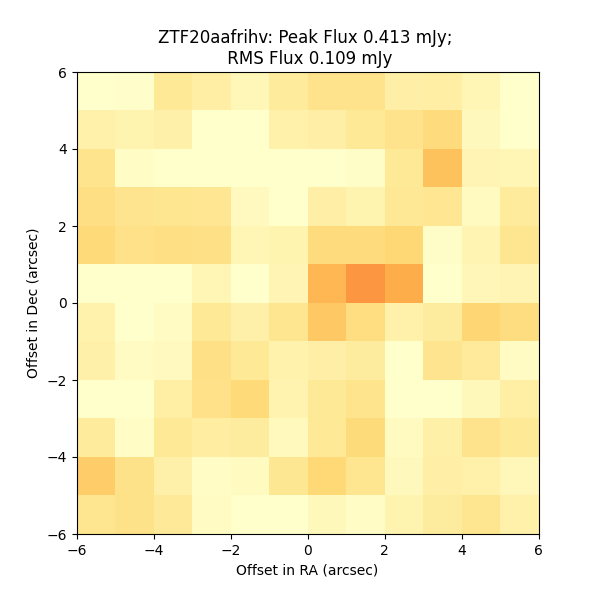 ZTF20aafrihv: Peak Flux 0.413 mJy;
RMS Flux 0.109 mJy
6
4
2
0
−2
−4
−6
Offset in Dec (arcsec)
−6 −4 −2 0 2 4 6
Offset in RA (arcsec)